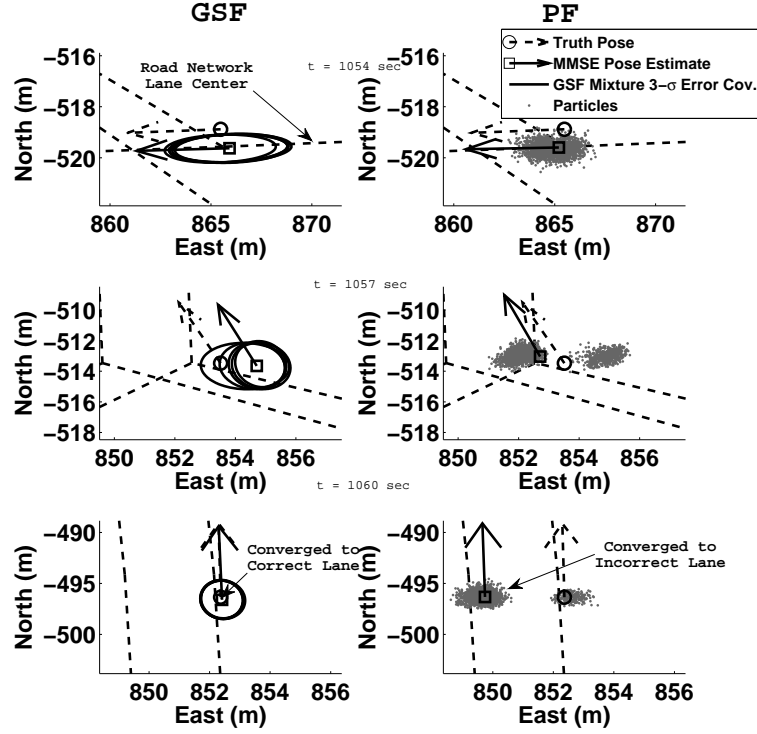 GSF
PF
Truth Pose
MMSE Pose Estimate
GSF Mixture 3-σ Error Cov.
Particles
t = 1054 sec
Road Network
Lane Center
-516
-518
-520
North (m)
860 865 870
East (m)
-516
-518
-520
North (m)
860 865 870
East (m)
t = 1057 sec
-510
-512
-514
-516
-518
North (m)
850 852 854 856
East (m)
-510
-512
-514
-516
-518
North (m)
850 852 854 856
East (m)
t = 1060 sec
-490
-495
-500
North (m)
Converged to
Correct Lane
850 852 854 856
East (m)
-490
-495
-500
North (m)
Converged to
Incorrect Lane
850 852 854 856
East (m)